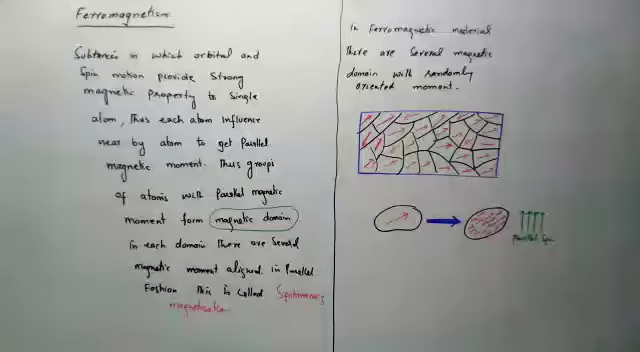 Ferromagnetism
Subtances in which orbital and
Spin motion provide Strong
magnetic Property to Single
atom, Thus each atom Influence
near by atom to get Parallel
magnetic moment. Thus groups
of atoms with Parallel magnetic
moment form magnetic domain
In each domain There are Several
magnetic moment aligned in Parallel
Fashion This is Called Spontaneous
magnetisation
In Ferromagnetic material
There are Several magnetic
domain with randomly
oriented moment.
Parallel Spin